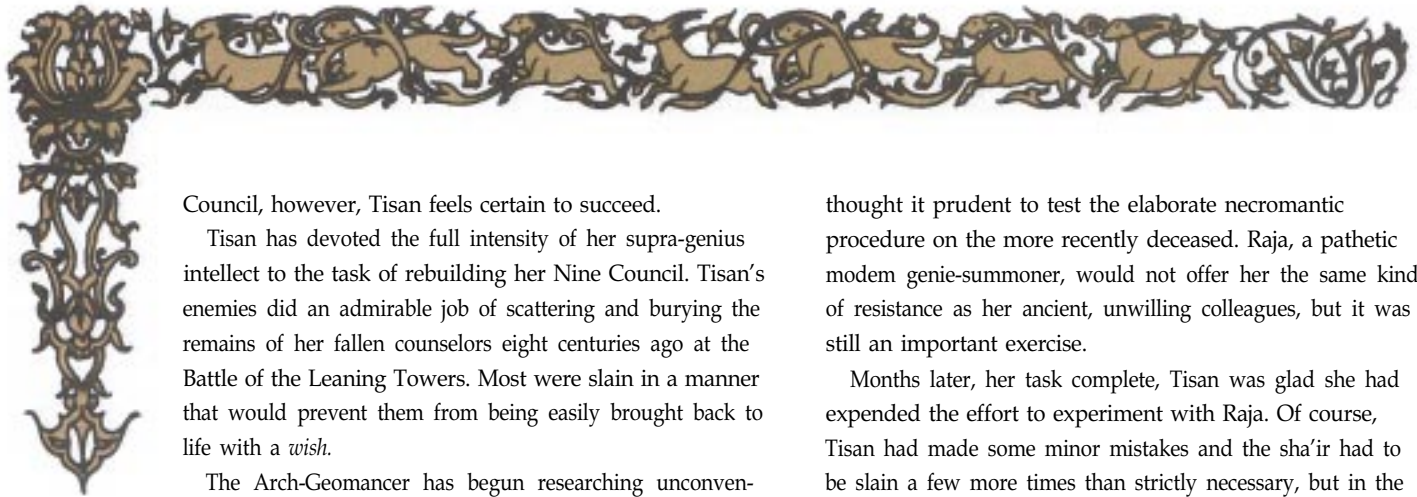 Council, however, Tisan feels certain to succeed.
Tisan has devoted the full intensity of her supra-genius
intellect to the task of rebuilding her Nine Council. Tisan's
enemies did an admirable job of scattering and burying the
remains of her fallen counselors eight centuries ago at the
Battle of the Leaning Towers. Most were slain in a manner
that would prevent them from being easily brought back to
life with a wish.
The Arch-Geomancer has begun researching unconven-
thought it prudent to test the elaborate necromantic
procedure on the more recently deceased. Raja, a pathetic
modem genie-summoner, would not offer her the same kind
of resistance as her ancient, unwilling colleagues, but it was
still an important exercise.
Months later, her task complete, Tisan was glad she had
expended the effort to experiment with Raja. Of course,
Tisan had made some minor mistakes and the sha'ir had to
be slain a few more times than strictly necessary, but in the